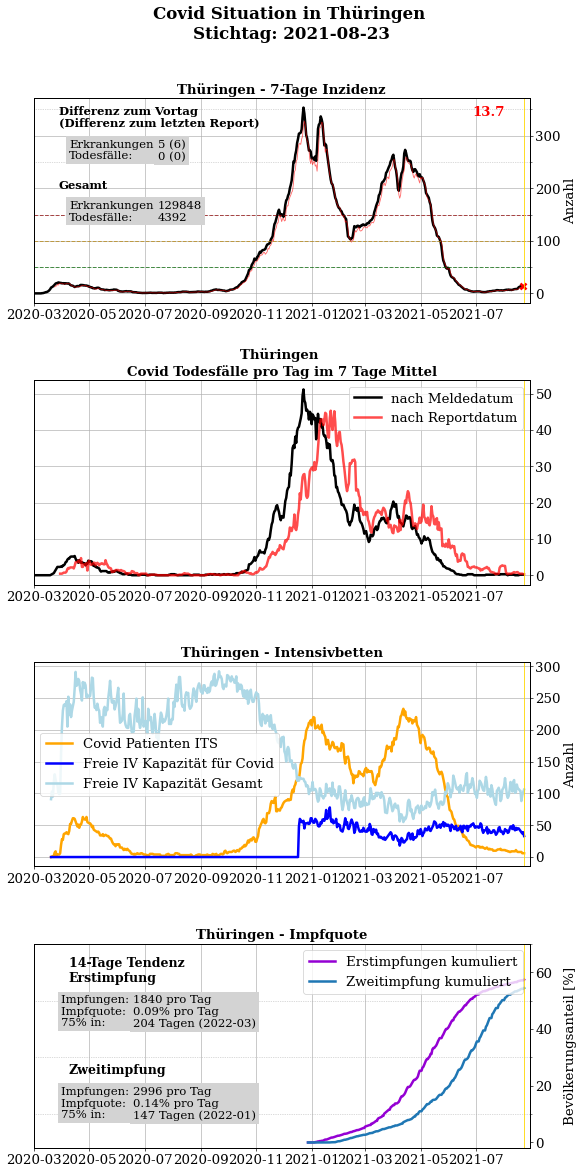 Covid Situation in Thüringen
Stichtag: 2021-08-23
Thüringen - 7-Tage Inzidenz
Differenz zum Vortag
(Differenz zum letzten Report)
13.7
Erkrankungen 5 (6)
Todesfälle: 0 (0)
Gesamt
Erkrankungen 129848
Todesfälle: 4392
300
200
100
0
Anzahl
2020-03 2020-05 2020-07 2020-09 2020-11 2021-01 2021-03 2021-05 2021-07
Thüringen
Covid Todesfälle pro Tag im 7 Tage Mittel
nach Meldedatum
nach Reportdatum
50
40
30
20
10
0
2020-03 2020-05 2020-07 2020-09 2020-11 2021-01 2021-03 2021-05 2021-07
Thüringen - Intensivbetten
Covid Patienten ITS
Freie IV Kapazität für Covid
Freie IV Kapazität Gesamt
300
250
200
150
100
50
0
Anzahl
2020-03 2020-05 2020-07 2020-09 2020-11 2021-01 2021-03 2021-05 2021-07
Thüringen - Impfquote
14-Tage Tendenz
Erstimpfung
Impfungen: 1840 pro Tag
Impfquote: 0.09% pro Tag
75% in: 204 Tagen (2022-03)
Zweitimpfung
Impfungen: 2996 pro Tag
Impfquote: 0.14% pro Tag
75% in: 147 Tagen (2022-01)
Erstimpfungen kumuliert
Zweitimpfung kumuliert
60
40
20
0
Bevölkerungsanteil [%]
2020-03 2020-05 2020-07 2020-09 2020-11 2021-01 2021-03 2021-05 2021-07